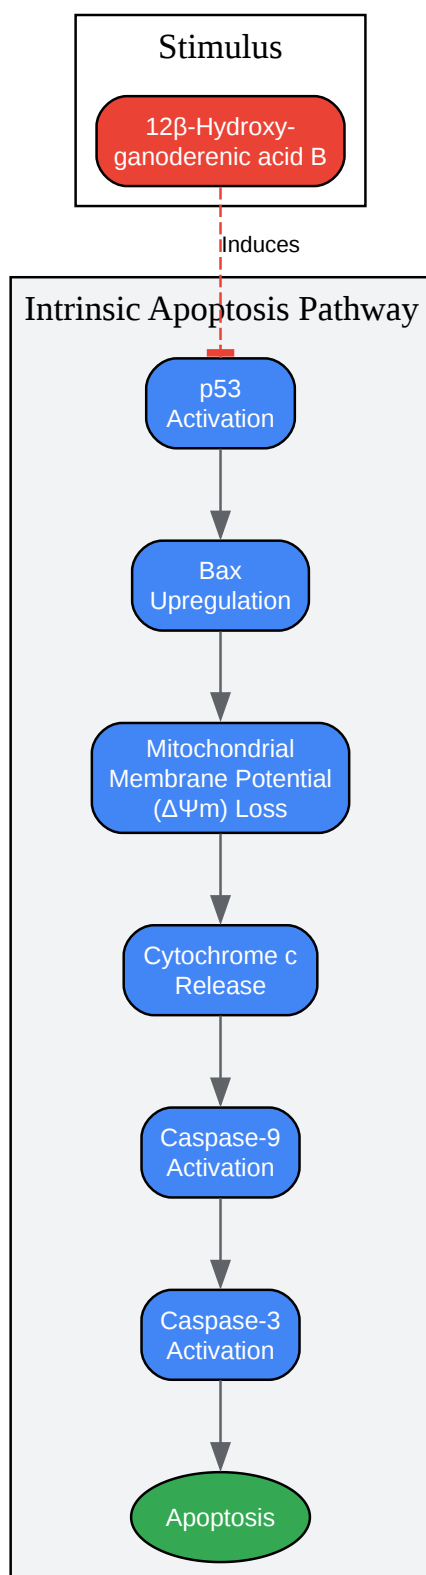 Stimulus
12β-Hydroxy-
ganoderenic acid B
Induces
Intrinsic Apoptosis Pathway
p53
Activation
Bax
Upregulation
Mitochondrial
Membrane Potential
(ΔΨm) Loss
Cytochrome c
Release
Caspase-9
Activation
Caspase-3
Activation
Apoptosis